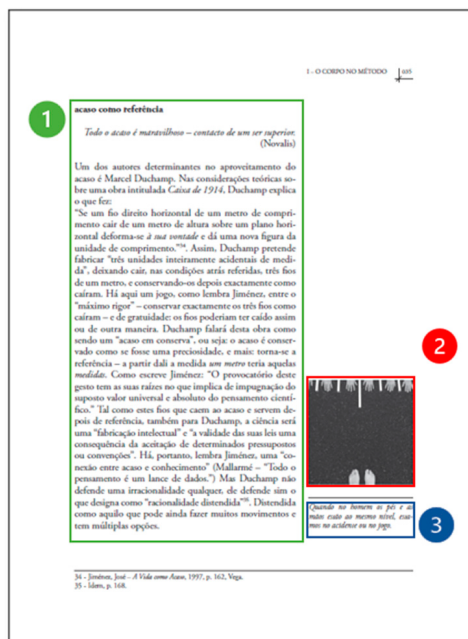 I - O CORPO NO MÉTODO 035
1
acaso como referência
Todo o acaso é maravilhoso – contacto de um ser superior.
(Novalis)
Um dos autores determinantes no aproveitamento do
acaso é Marcel Duchamp. Nas considerações teóricas so-
bre uma obra intitulada Caixa de 1914, Duchamp explica
o que fez:
“Se um fio direito horizontal de um metro de compri-
mento cair de um metro de altura sobre um plano hori-
zontal deforma-se à sua vontade e dá uma nova figura da
unidade de comprimento.”34. Assim, Duchamp pretende
fabricar “três unidades inteiramente acidentais de medi-
da”, deixando cair, nas condições atrás referidas, três fios
de um metro, e conservando-os depois exactamente como
caíram. Há aqui um jogo, como lembra Jiménez, entre o
“máximo rigor” – conservar exactamente os três fios como
caíram – e de gratuidade: os fios poderiam ter caído assim
ou de outra maneira. Duchamp falará desta obra como
sendo um “acaso em conserva”, ou seja: o acaso é conser-
vado como se fosse uma preciosidade, e mais: torna-se a
referência – a partir dali a medida um metro teria aquelas
medidas. Como escreve Jiménez: “O provocatório deste
gesto tem as suas raízes no que implica de impugnação do
suposto valor universal e absoluto do pensamento cientí-
fico.” Tal como estes fios que caem ao acaso e servem de-
pois de referência, também para Duchamp, a ciência será
uma “fabricação intelectual” e “a validade das suas leis uma
consequência da aceitação de determinados pressupostos
ou convenções”. Há, portanto, lembra Jiménez, uma “co-
nexão entre acaso e conhecimento” (Mallarmé – “Todo o
pensamento é um lance de dados.”) Mas Duchamp não
defende uma irracionalidade qualquer, ele defende sim o
que designa como “racionalidade distendida”35. Distendida
como aquilo que pode ainda fazer muitos movimentos e
tem múltiplas opções.
2
Quando no homem os pés e as
mãos estão ao mesmo nível, esta-
mos no acidense ou no jogo.
3
34 - Jiménez, José – A Vida como Acaso, 1997, p. 162, Vega.
35 - Idem, p. 168.